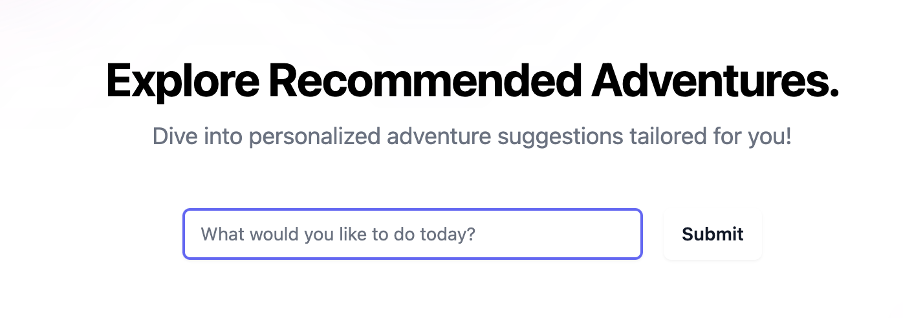 Explore Recommended Adventures.
Dive into personalized adventure suggestions tailored for you!
What would you like to do today?
Submit